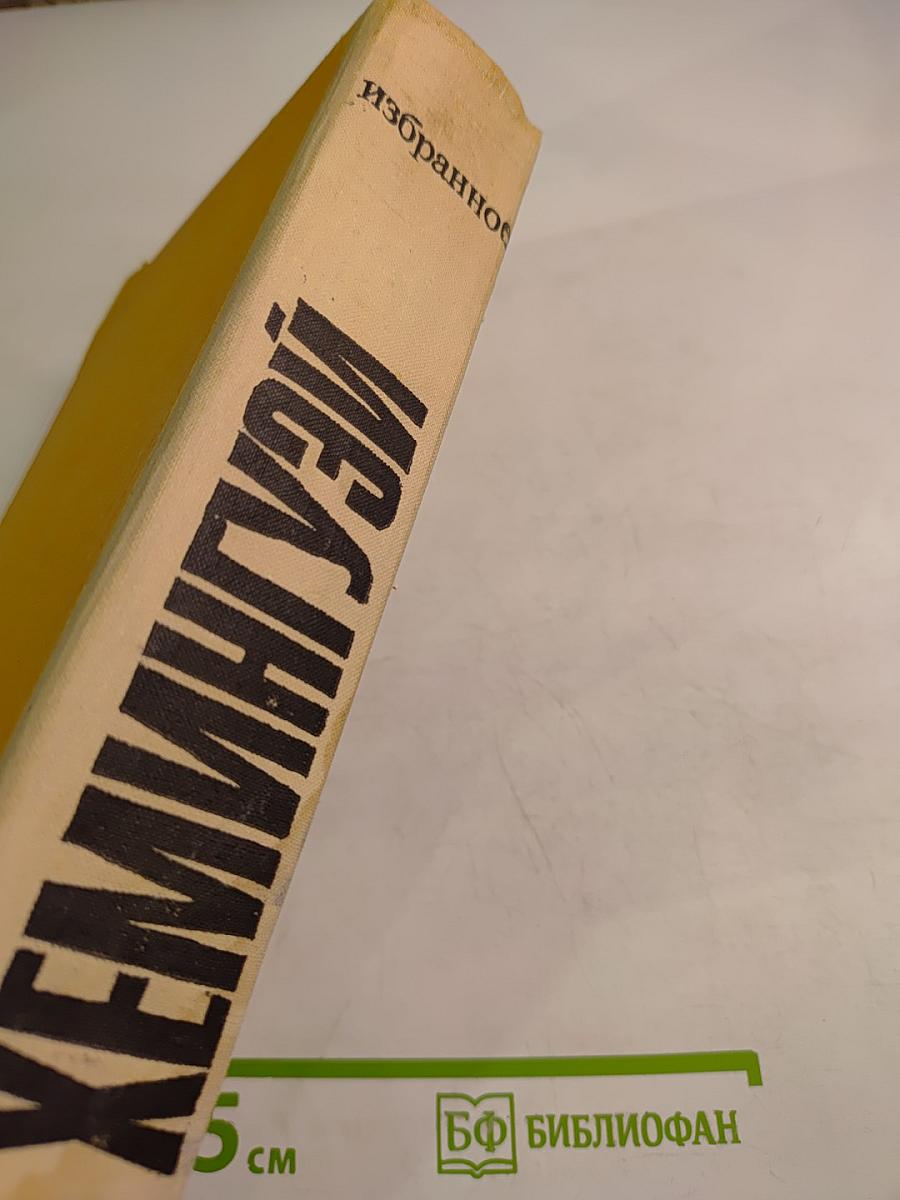 избранное
ХЕМИНГУЭЙ
5 см
БФ БИБЛИОФАН